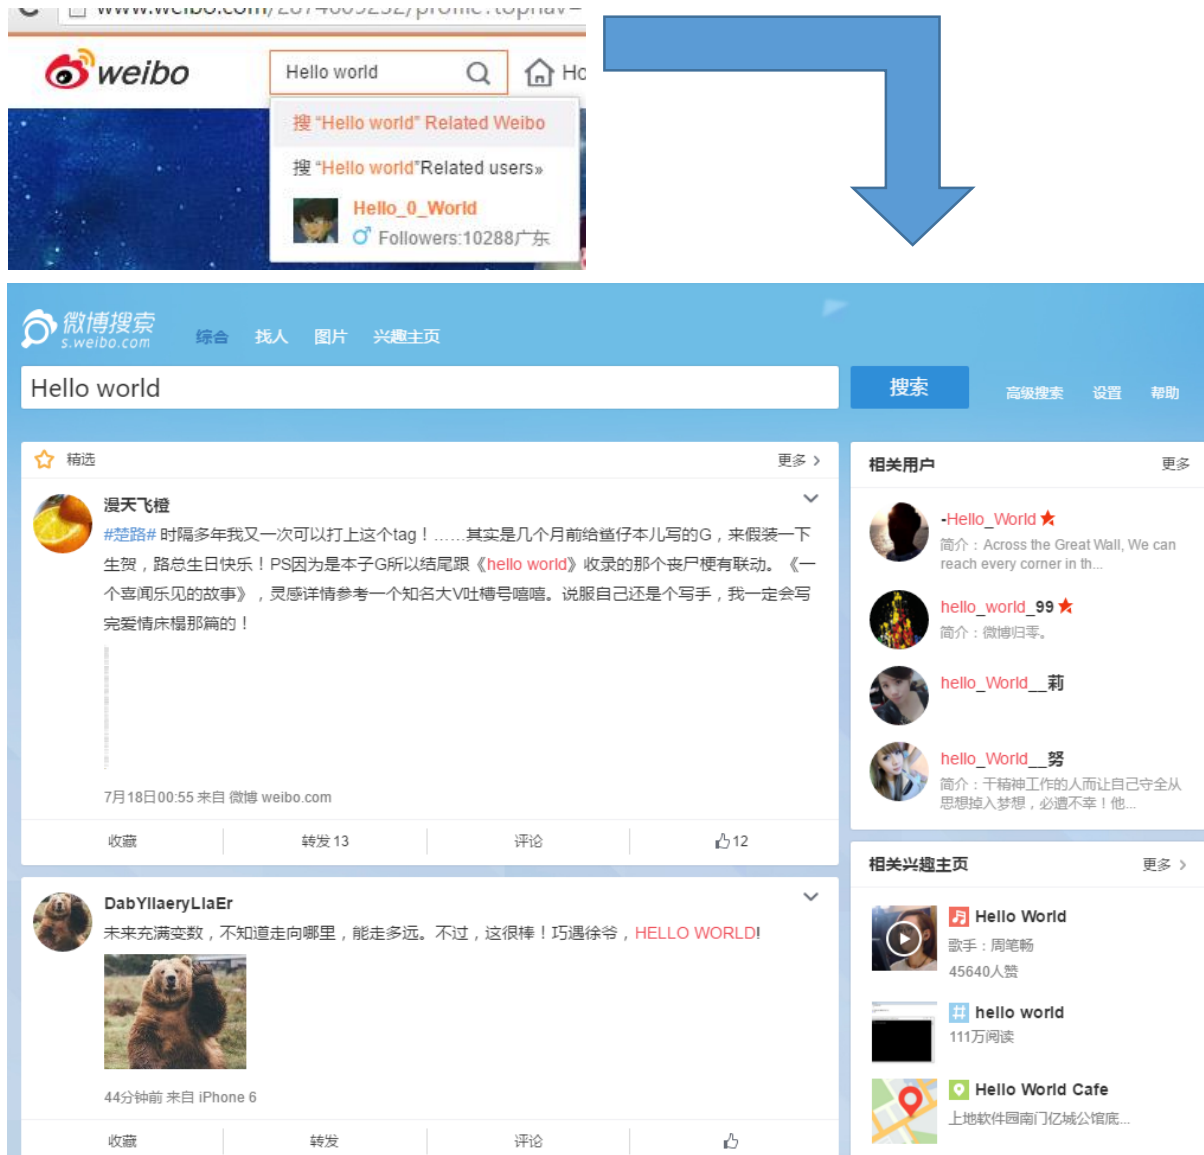 www.weibo.com/2874609232/profile?topnav=
weibo
Hello world
Ho
搜 “Hello world” Related Weibo
搜 “Hello world”Related users»
Hello_0_World
Followers:10288广东
微博搜索
s.weibo.com
综合 找人 图片 兴趣主页
Hello world
搜索
高级搜索 设置 帮助
精选
更多
漫天飞橙
#楚路# 时隔多年我又一次可以打上这个tag！……其实是几个月前给鲨仔本儿写的G，来假装一下
生贺，路总生日快乐！PS因为是本子G所以结尾跟《hello world》收录的那个丧尸梗有联动。《一
个喜闻乐见的故事》，灵感详情参考一个知名大V吐槽号嘻嘻。说服自己还是个写手，我一定会写
完爱情床榻那篇的！
7月18日00:55 来自 微博 weibo.com
收藏 转发 13 评论 12
DabYllaeryLlaEr
未来充满变数，不知道走向哪里，能走多远。不过，这很棒！巧遇徐爷，HELLO WORLD!
44分钟前 来自 iPhone 6
收藏 转发 评论
相关用户
更多
-Hello_World
简介：Across the Great Wall, We can
reach every corner in th...
hello_world_99
简介：微博归零。
hello_World__莉
hello_World__努
简介：干精神工作的人而让自己守全从
思想掉入梦想，必遭不幸！他...
相关兴趣主页
更多
Hello World
歌手：周笔畅
45640人赞
hello world
111万阅读
Hello World Cafe
上地软件园南门亿城公馆底...